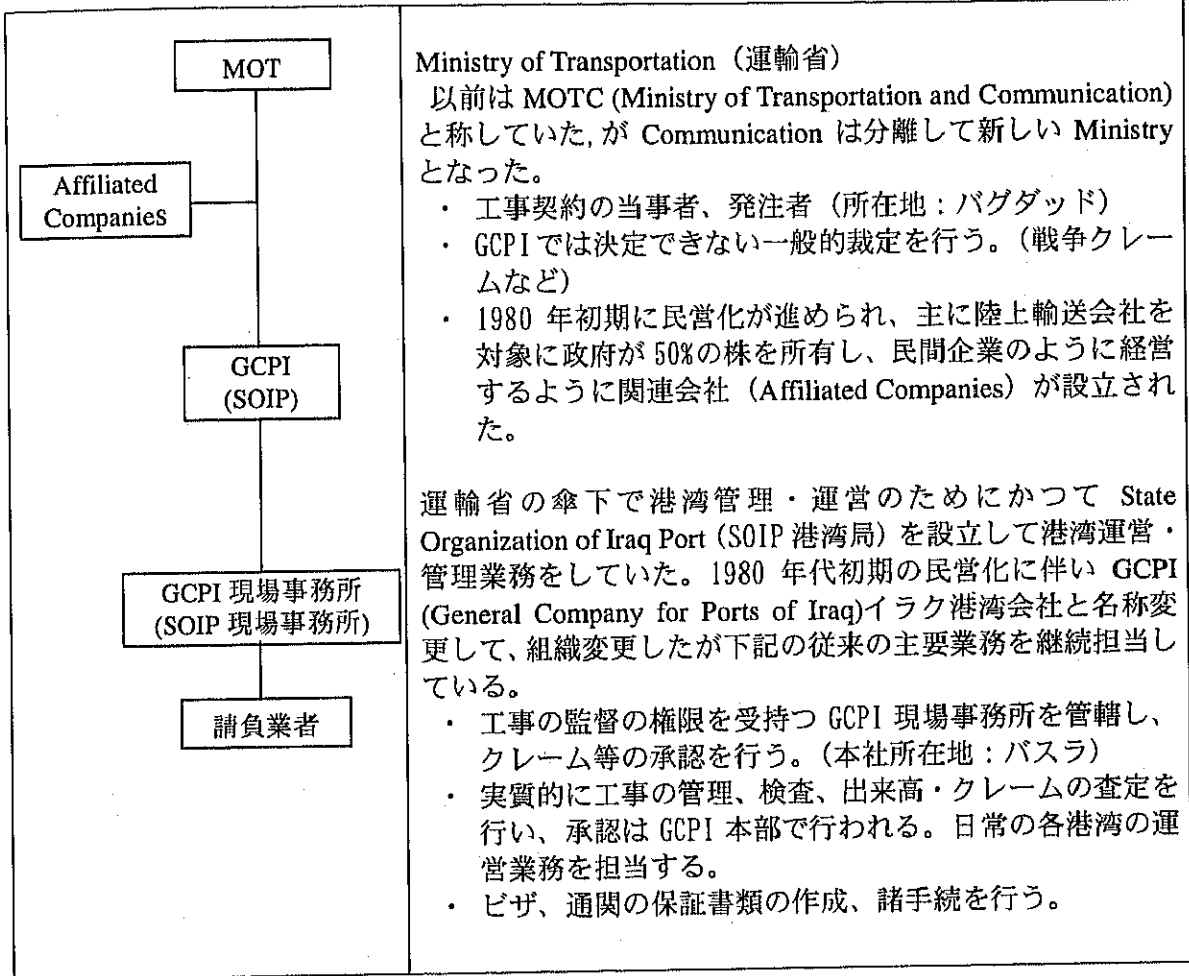 MOT
Affiliated
Companies
GCPI
(SOIP)
GCPI 現場事務所
(SOIP 現場事務所)
請負業者
Ministry of Transportation（運輸省）
以前は MOTC (Ministry of Transportation and Communication)
と称していた, が Communication は分離して新しい Ministry
となった。
・ 工事契約の当事者、発注者（所在地：バグダッド）
・ GCPI では決定できない一般的裁定を行う。（戦争クレー
ムなど）
・ 1980 年初期に民営化が進められ、主に陸上輸送会社を
対象に政府が 50%の株を所有し、民間企業のように経営
するように関連会社（Affiliated Companies）が設立され
た。
運輸省の傘下で港湾管理・運営のためにかつて State
Organization of Iraq Port（SOIP 港湾局）を設立して港湾運営・
管理業務をしていた。1980 年代初期の民営化に伴い GCPI
(General Company for Ports of Iraq)イラク港湾会社と名称変
更して、組織変更したが下記の従来の主要業務を継続担当し
ている。
・ 工事の監督の権限を受持つ GCPI 現場事務所を管轄し、
クレーム等の承認を行う。（本社所在地：バスラ）
・ 実質的に工事の管理、検査、出来高・クレームの査定を
行い、承認は GCPI 本部で行われる。日常の各港湾の運
営業務を担当する。
・ ビザ、通関の保証書類の作成、諸手続を行う。